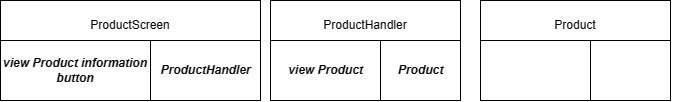 ProductScreen
view Product information
button
ProductHandler
ProductHandler
view Product
Product
Product